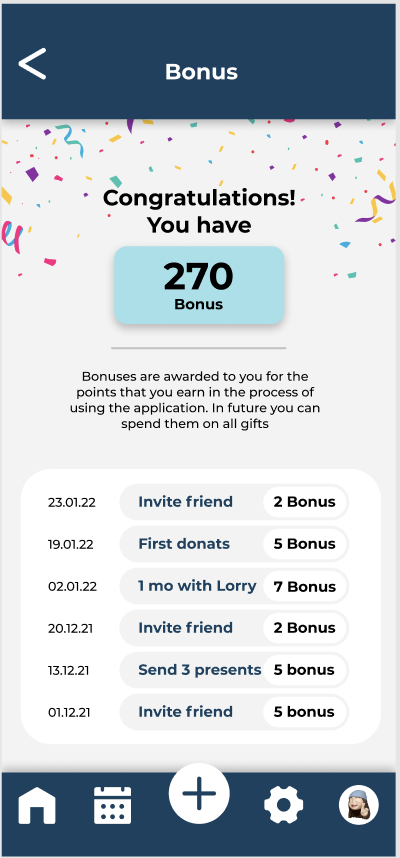 Bonus
Congratulations!
You have
270
Bonus
Bonuses are awarded to you for the
points that you earn in the process of
using the application. In future you can
spend them on all gifts
23.01.22 Invite friend 2 Bonus
19.01.22 First donats 5 Bonus
02.01.22 1 mo with Lorry 7 Bonus
20.12.21 Invite friend 2 Bonus
13.12.21 Send 3 presents 5 bonus
01.12.21 Invite friend 5 bonus